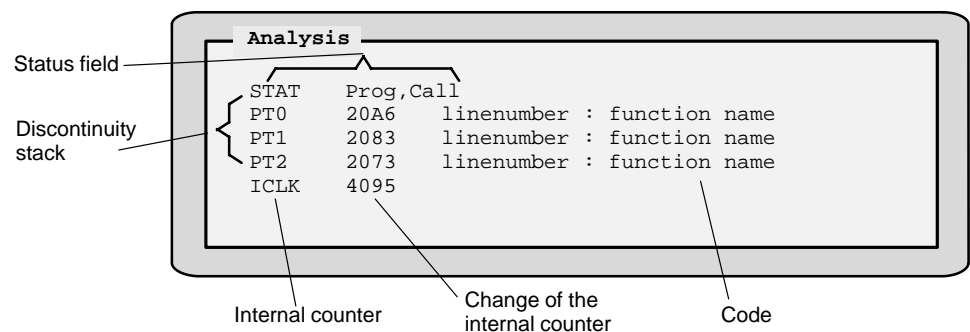 Analysis
Status field
STAT Prog,Call
PT0 20A6 linenumber : function name
Discontinuity
stack
PT1 2083 linenumber : function name
PT2 2073 linenumber : function name
ICLK 4095
Internal counter
Change of the
internal counter
Code